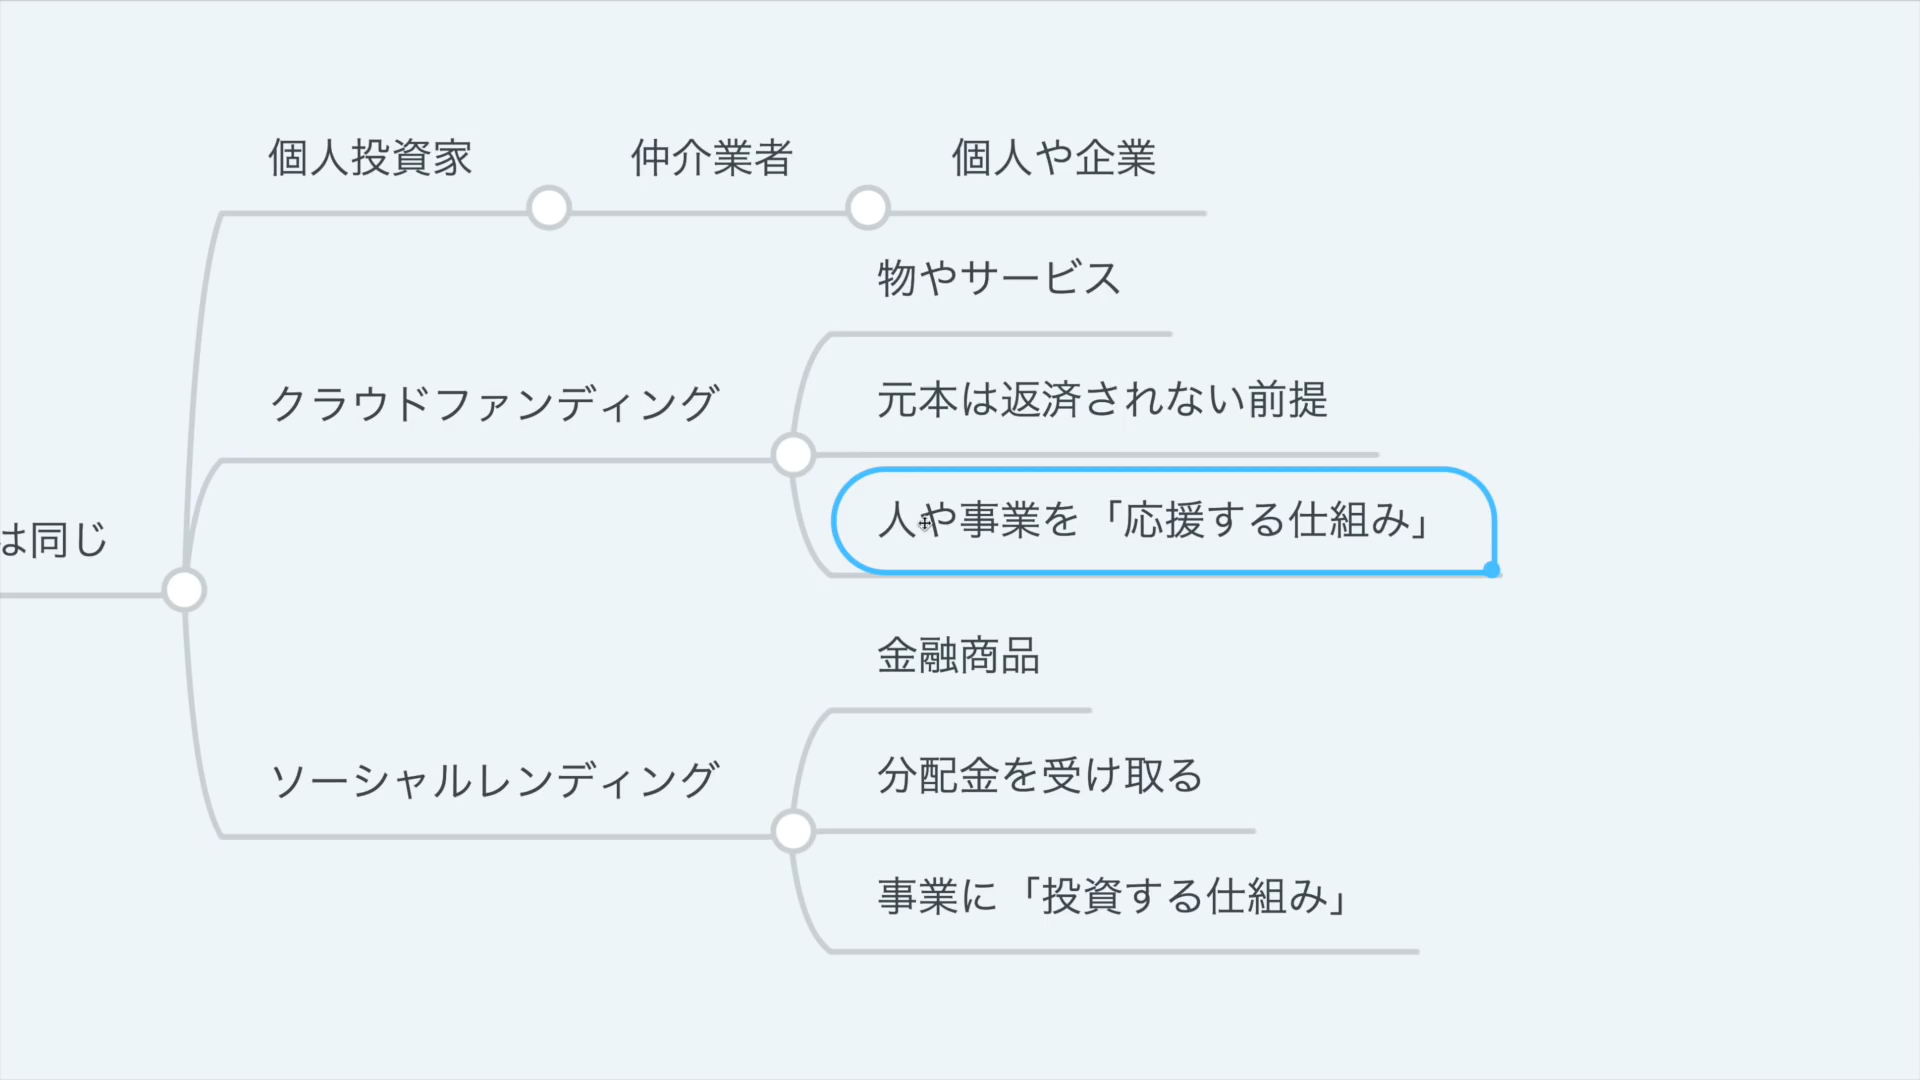 個人投資家
仲介業者
個人や企業
は同じ
クラウドファンディング
物やサービス
元本は返済されない前提
人や事業を「応援する仕組み」
ソーシャルレンディング
金融商品
分配金を受け取る
事業に「投資する仕組み」